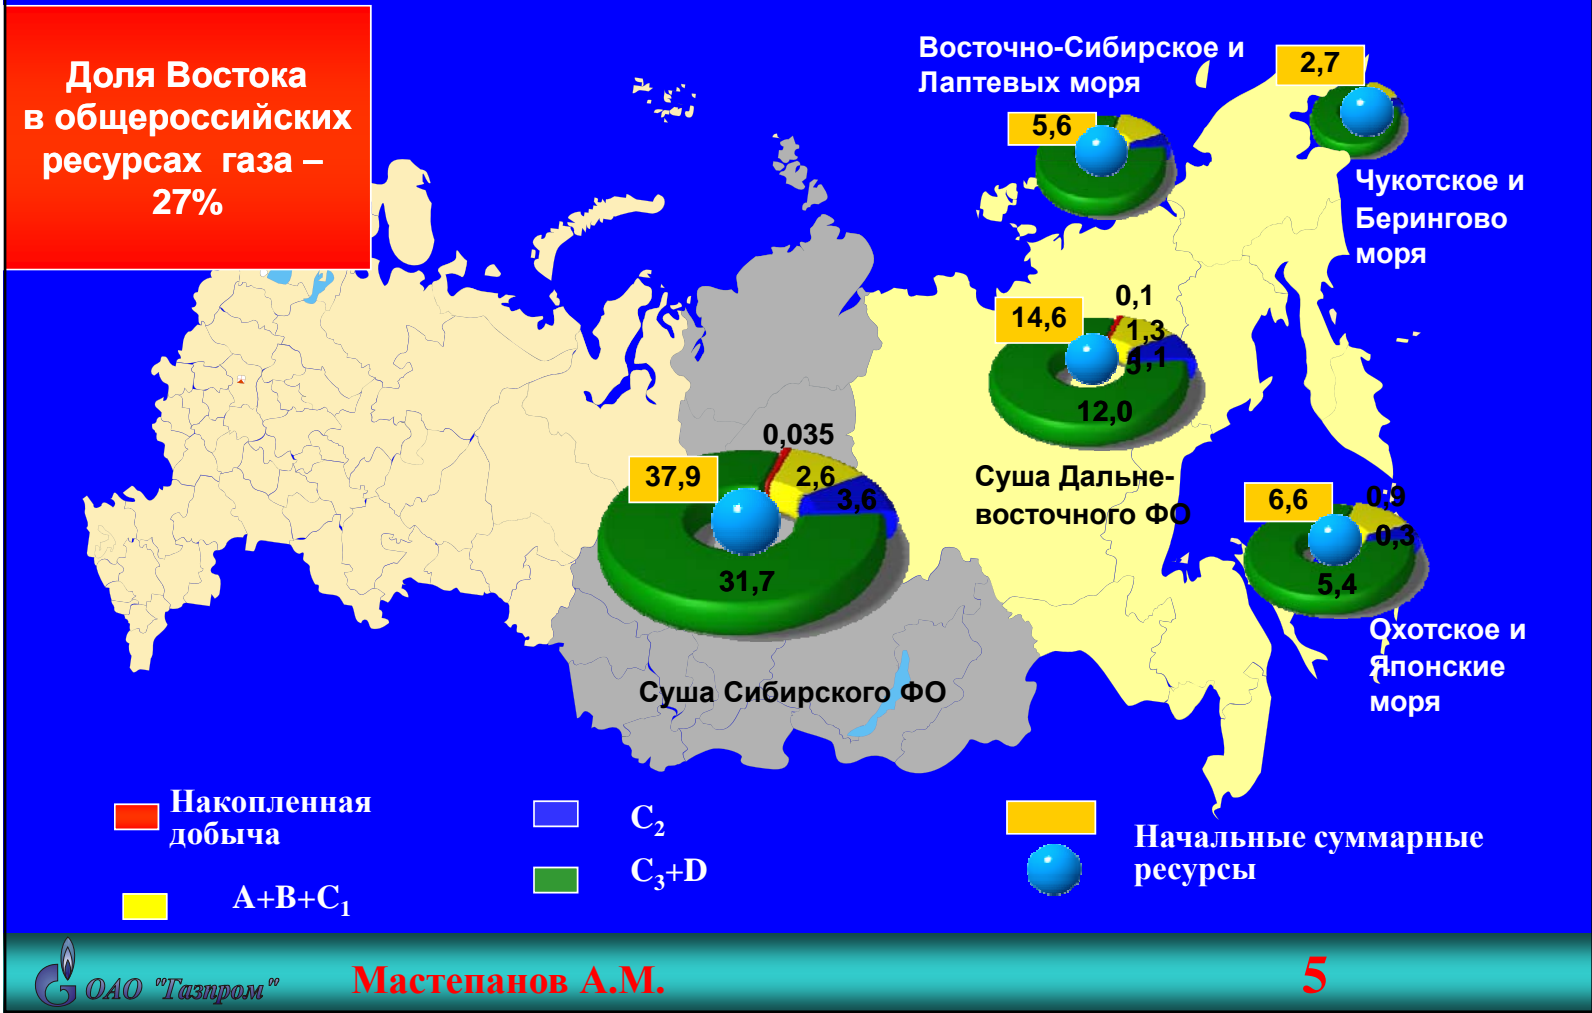 Доля Востока
в общероссийских
ресурсах газа –
27%
Восточно-Сибирское и
Лаптевых моря
5,6
2,7
Чукотское и
Берингово
моря
14,6
0,1
1,3
1,1
12,0
Суша Дальне-
восточного ФО
37,9
0,035
2,6
3,6
31,7
Суша Сибирского ФО
6,6
0,9
0,3
5,4
Охотское и
Японские
моря
Накопленная
добыча
A+B+C₁
C₂
C₃+D
Начальные суммарные
ресурсы
ОАО "Газпром"
Мастепанов А.М.
5